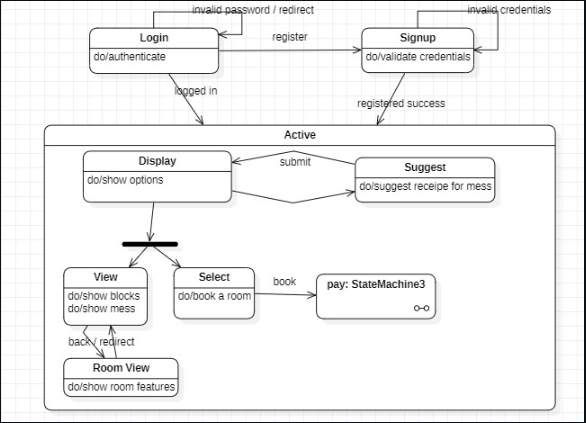 invalid password / redirect
invalid credentials
Login
do/authenticate
register
Signup
do/validate credentials
logged in
registered success
Active
Display
do/show options
submit
Suggest
do/suggest receipe for mess
View
do/show blocks
do/show mess
Select
do/book a room
book
pay: StateMachine3
back / redirect
Room View
do/show room features